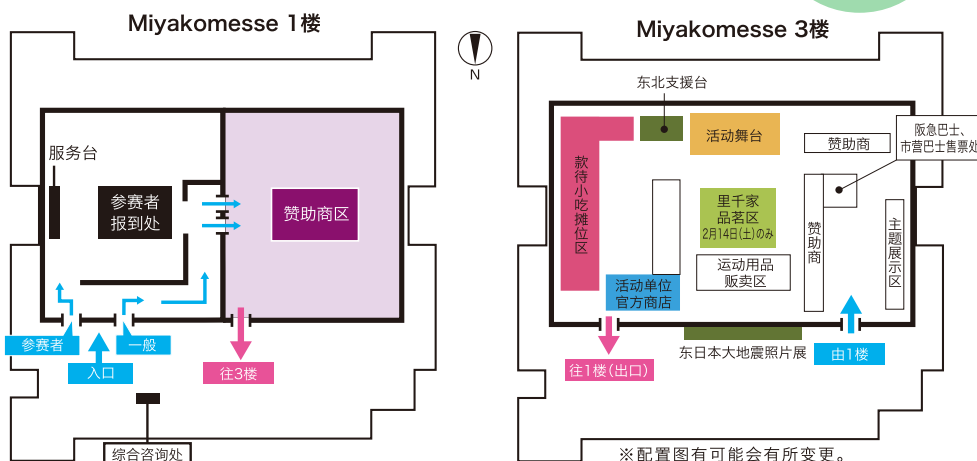 Miyakomesse 1楼
N
服务台
参赛者
报到处
赞助商区
参赛者
一般
入口
往3楼
综合咨询处
Miyakomesse 3楼
东北支援台
活动舞台
赞助商
阪急巴士、
市营巴士售票处
款待小吃摊位区
里千家
品茗区
2月14日(土)のみ
赞助商
主题展示区
运动用品
贩卖区
活动单位
官方商店
往1楼(出口)
东日本大地震照片展
由1楼
※配置图有可能会有所变更。